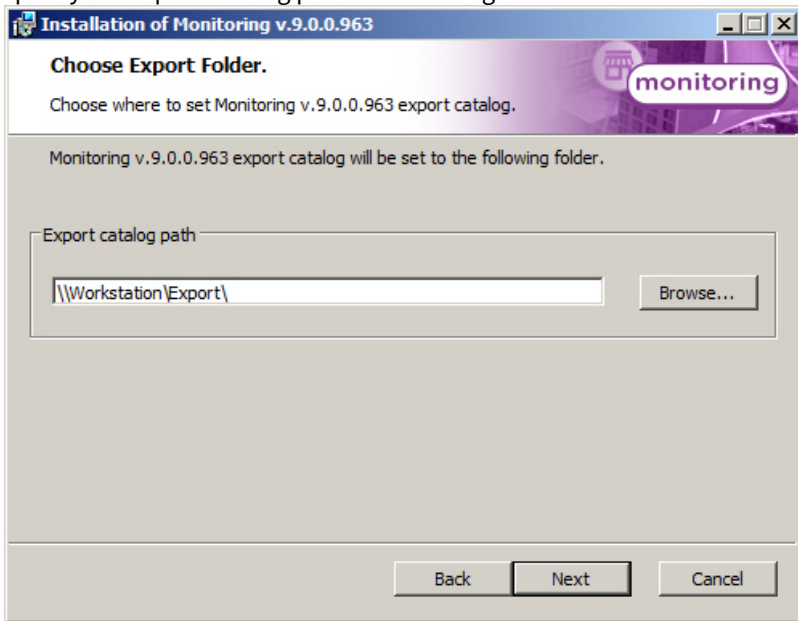 Installation of Monitoring v.9.0.0.963
Choose Export Folder.
monitoring
Choose where to set Monitoring v.9.0.0.963 export catalog.
Monitoring v.9.0.0.963 export catalog will be set to the following folder.
Export catalog path
\\Workstation\Export\
Browse...
Back Next Cancel